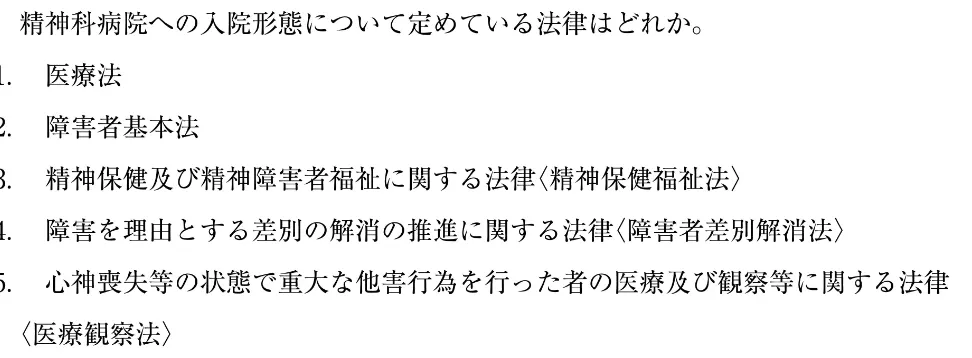 精神科病院への入院形態について定めている法律はどれか。
1. 医療法
2. 障害者基本法
3. 精神保健及び精神障害者福祉に関する法律〈精神保健福祉法〉
4. 障害を理由とする差別の解消の推進に関する法律〈障害者差別解消法〉
5. 心神喪失等の状態で重大な他害行為を行った者の医療及び観察等に関する法律
〈医療観察法〉